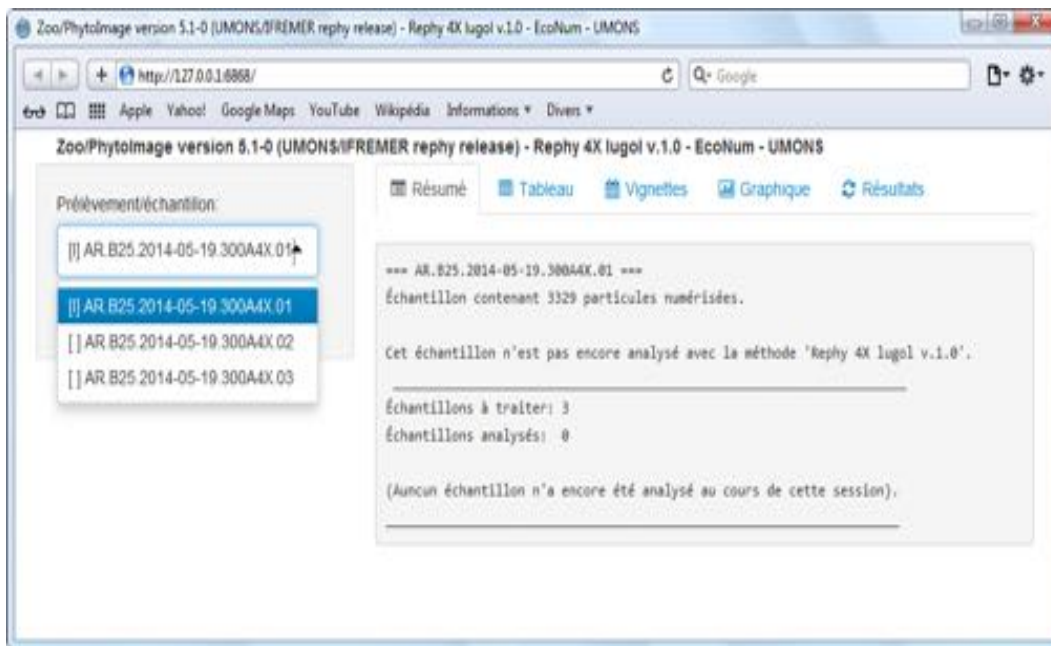 Zoo/PhytoImage version 5.1-0 (UMONS/IFREMER rephy release) - Rephy 4X lugol v.1.0 - EcoNum - UMONS
http://127.0.0.1:6868/
Google
Apple Yahoo! Google Maps YouTube Wikipédia Informations Divers
Zoo/PhytoImage version 5.1-0 (UMONS/IFREMER rephy release) - Rephy 4X lugol v.1.0 - EcoNum - UMONS
Prélèvement/échantillon:
[I] AR.B25.2014-05-19.300A4X.01
[I] AR.B25.2014-05-19.300A4X.01
[ ] AR.B25.2014-05-19.300A4X.02
[ ] AR.B25.2014-05-19.300A4X.03
Résumé Tableau Vignettes Graphique Résultats
=== AR.B25.2014-05-19.300A4X.01 ===
Échantillon contenant 3329 particules numérisées.
Cet échantillon n'est pas encore analysé avec la méthode 'Rephy 4X lugol v.1.0'.
Échantillons à traiter: 3
Échantillons analysés: 0
(Auncun échantillon n'a encore été analysé au cours de cette session).